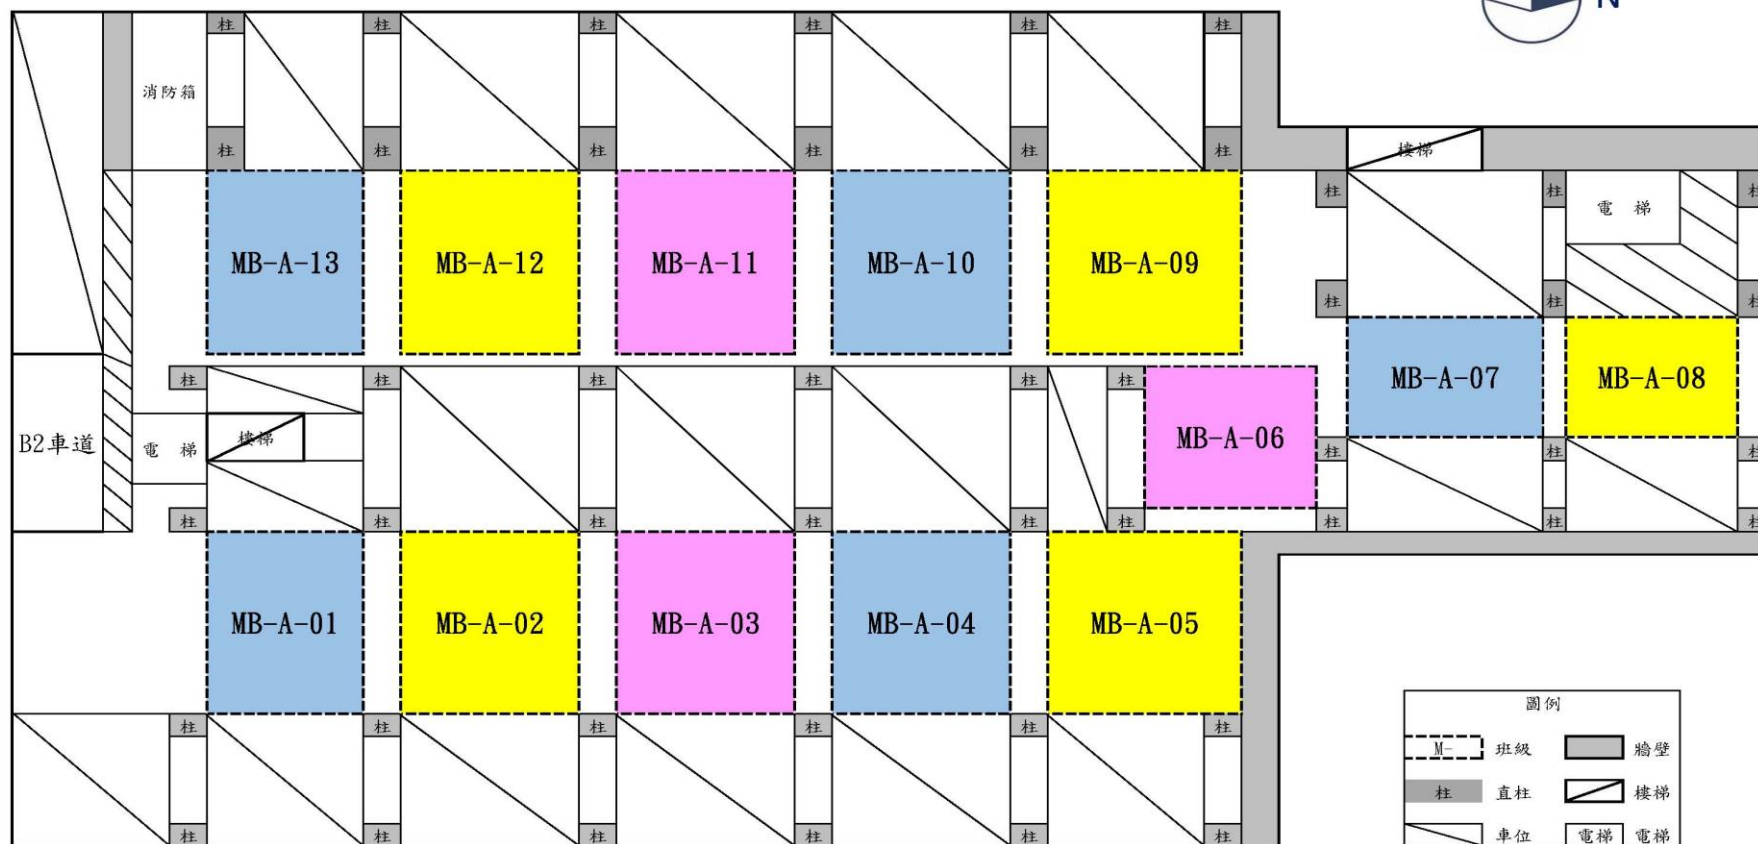 N
柱 柱 柱 柱 柱 柱
消防箱
柱 柱 柱 柱 柱 柱
樓梯
柱 柱 柱
電 梯
MB-A-13 MB-A-12 MB-A-11 MB-A-10 MB-A-09
柱 柱 柱
柱 柱 柱 柱 柱 柱
MB-A-07 MB-A-08
B2車道 電 梯 樓梯 MB-A-06
柱 柱 柱
柱 柱 柱 柱 柱 柱 柱 柱 柱
MB-A-01 MB-A-02 MB-A-03 MB-A-04 MB-A-05
圖例
柱 柱 柱 柱 柱 柱
M- 班級 牆壁
柱 直柱 樓梯
車位 電梯 電梯
柱 柱 柱 柱 柱 柱